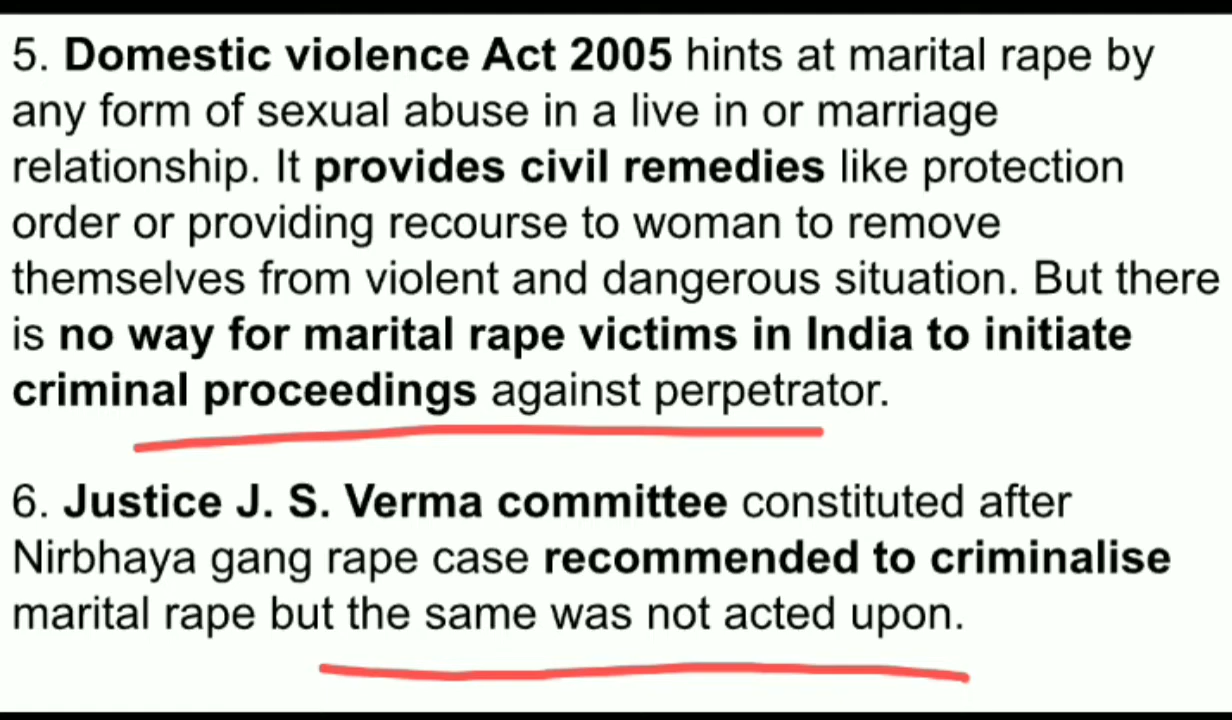 5. Domestic violence Act 2005 hints at marital rape by
any form of sexual abuse in a live in or marriage
relationship. It provides civil remedies like protection
order or providing recourse to woman to remove
themselves from violent and dangerous situation. But there
is no way for marital rape victims in India to initiate
criminal proceedings against perpetrator.
6. Justice J. S. Verma committee constituted after
Nirbhaya gang rape case recommended to criminalise
marital rape but the same was not acted upon.